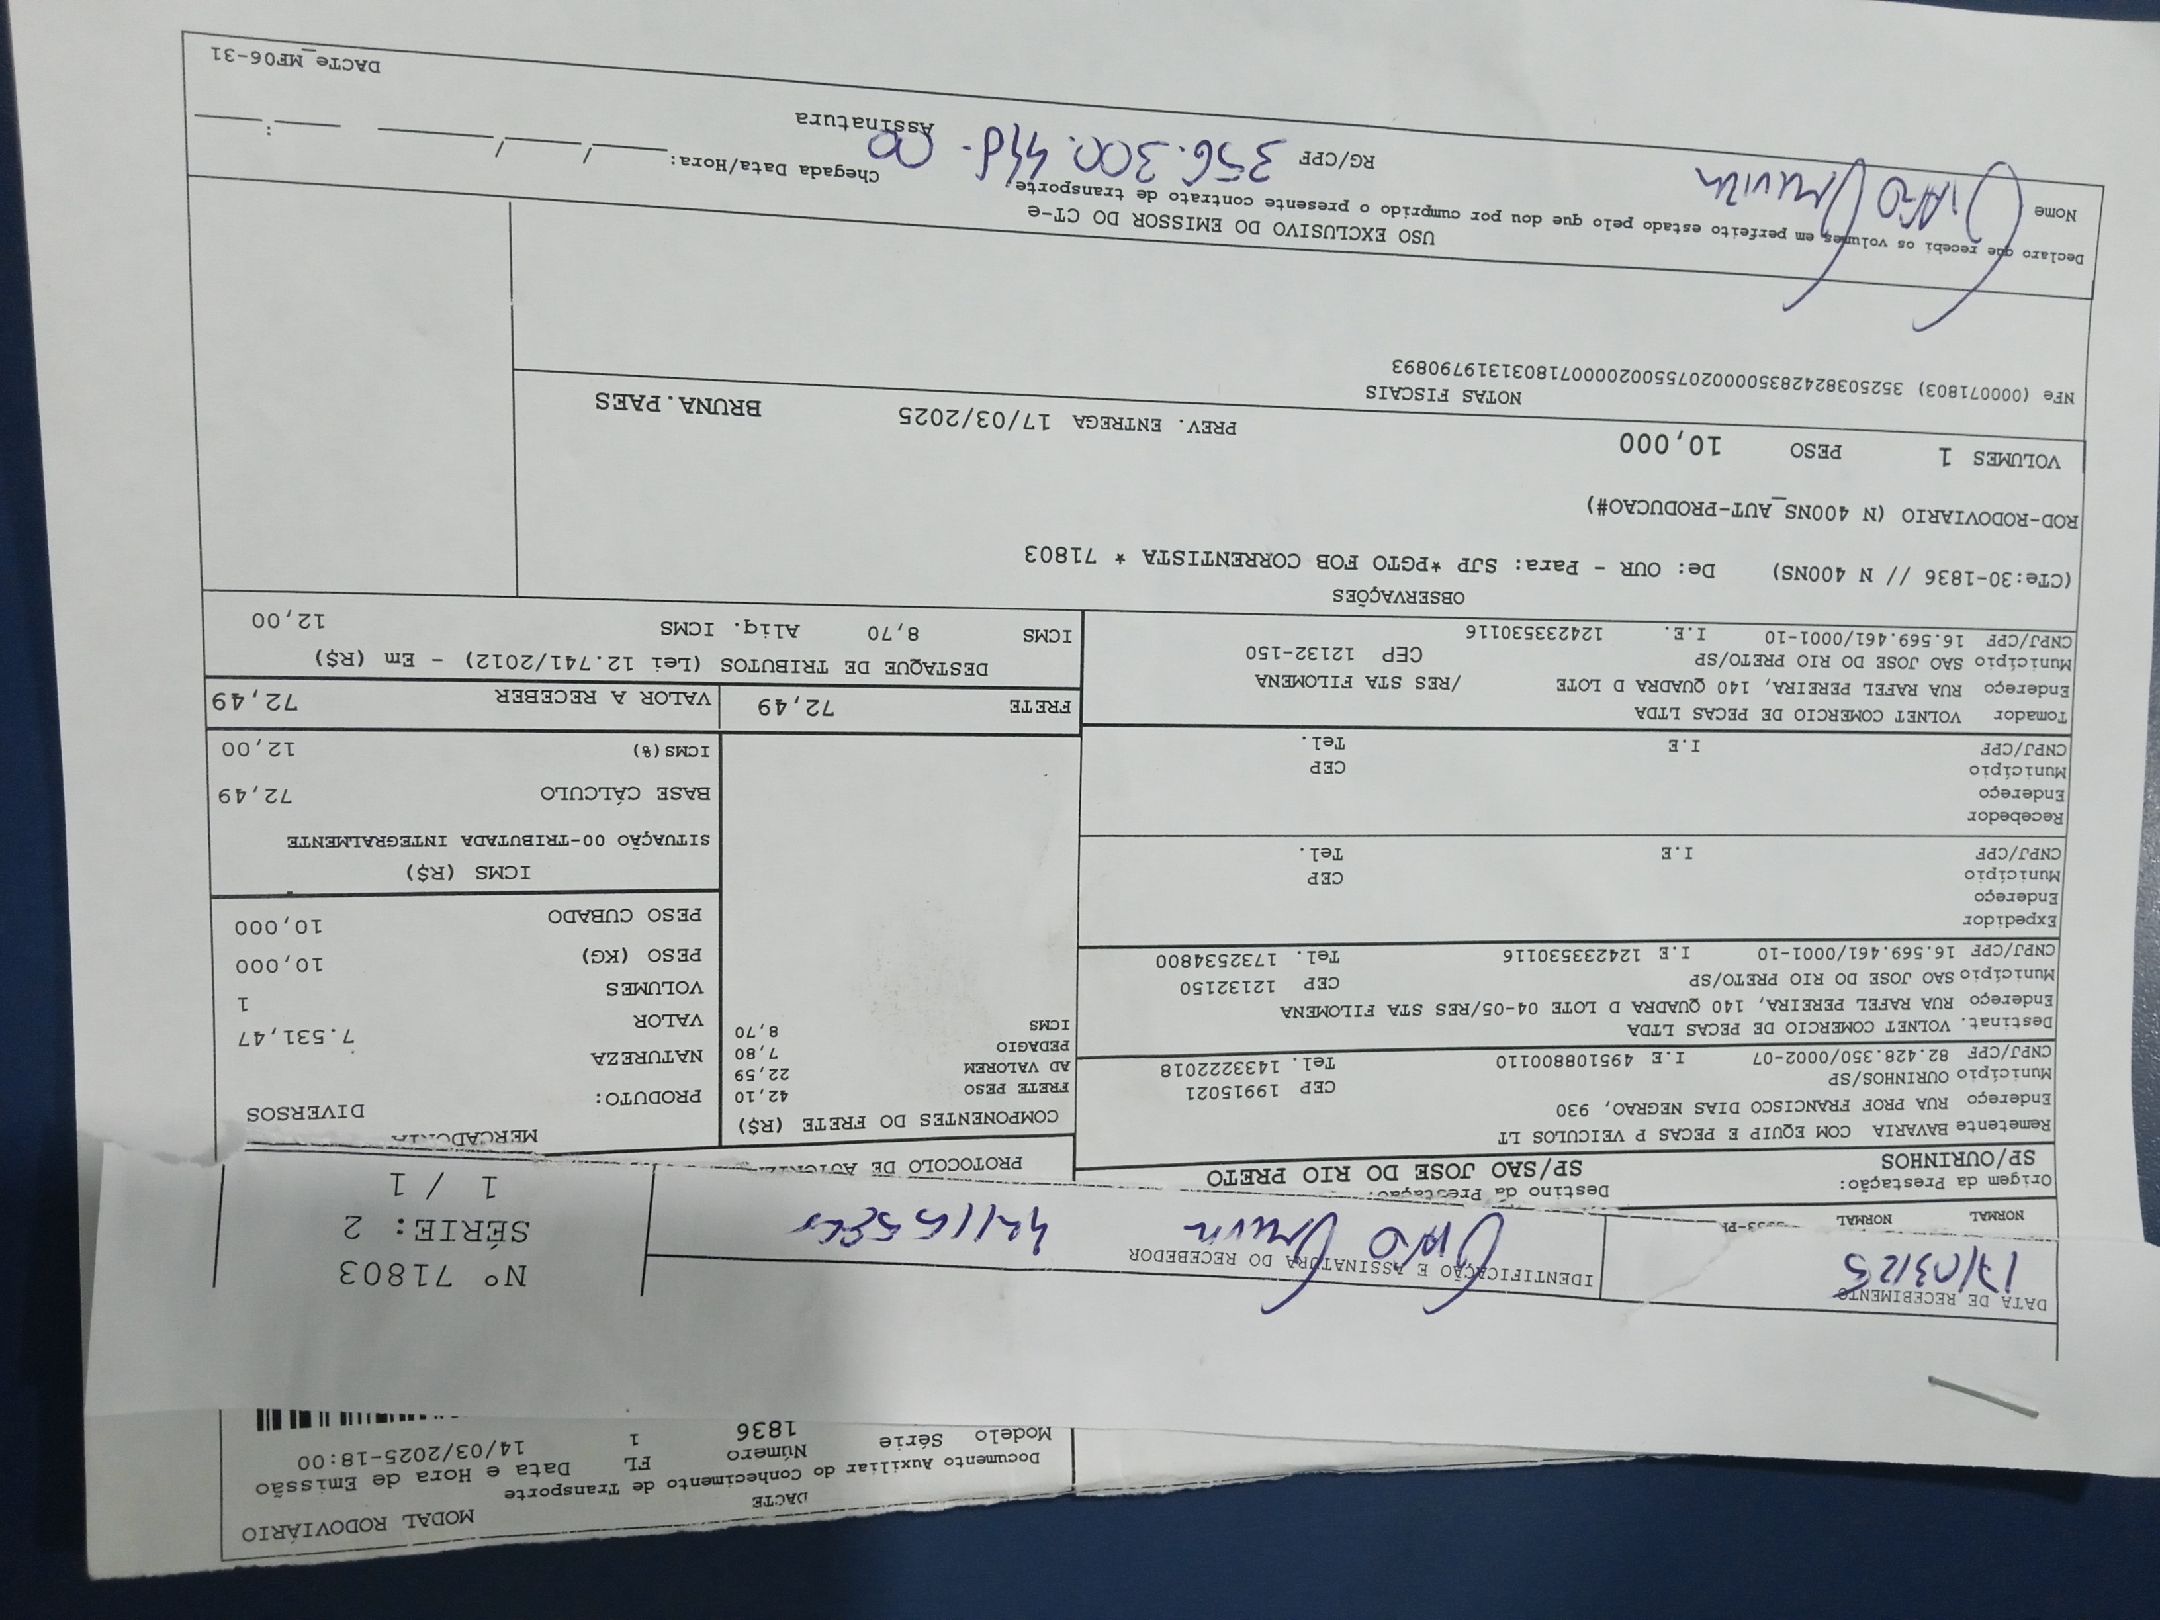 DACTE
MODAL RODOVIÁRIO
Documento Auxiliar do Conhecimento de Transporte
Modelo Série Número FL Data e Hora de Emissão
1836 1 14/03/2025-18:00
DATA DE RECEBIMENTO
17/03/25
IDENTIFICAÇÃO E ASSINATURA DO RECEBEDOR
Nº 71803
SÉRIE: 2
1 / 1
NORMAL NORMAL
Origem da Prestação: Destino da Prestação:
SP/OURINHOS SP/SAO JOSE DO RIO PRETO
PROTOCOLO DE
Remetente BAVARIA COM EQUIP E PECAS P VEICULOS LT
Endereço RUA PROF FRANCISCO DIAS NEGRAO, 930
Município OURINHOS/SP CEP 19915021
CNPJ/CPF 82.428.350/0002-07 I.E 495108800110 Tel. 1433222018
Destinat. VOLNET COMERCIO DE PECAS LTDA
Endereço RUA RAFAEL PEREIRA, 140 QUADRA D LOTE 04-05/RES STA FILOMENA
Município SAO JOSE DO RIO PRETO/SP CEP 12132150
CNPJ/CPF 16.569.461/0001-10 I.E 124233530116 Tel. 1732534800
Expedidor
Endereço
Município CEP
CNPJ/CPF I.E Tel.
Recebedor
Endereço
Município CEP
CNPJ/CPF I.E Tel.
Tomador VOLNET COMERCIO DE PECAS LTDA
Endereço RUA RAFAEL PEREIRA, 140 QUADRA D LOTE /RES STA FILOMENA
Município SAO JOSE DO RIO PRETO/SP CEP 12132-150
CNPJ/CPF 16.569.461/0001-10 I.E. 124233530116
COMPONENTES DO FRETE (R$)
FRETE PESO 42,10
AD VALOREM 22,59
PEDAGIO 7,80
ICMS 8,70
MERCADORIA
PRODUTO: DIVERSOS
NATUREZA
VALOR 7.531,47
VOLUMES 1
PESO (KG) 10,000
PESO CUBADO 10,000
ICMS (R$)
SITUAÇÃO 00-TRIBUTADA INTEGRALMENTE
BASE CÁLCULO 72,49
ICMS(%) 12,00
FRETE 72,49 VALOR A RECEBER 72,49
DESTAQUE DE TRIBUTOS (Lei 12.741/2012) - Em (R$)
ICMS 8,70 Aliq. ICMS 12,00
OBSERVAÇÕES
(CTe:30-1836 // N 400NS) De: OUR - Para: SJP *PGTO FOB CORRENTISTA * 71803
ROD-RODOVIARIO (N 400NS_AUT-PRODUCAO#)
VOLUMES 1 PESO 10,000 PREV. ENTREGA 17/03/2025 BRUNA.PAES
NOTAS FISCAIS
NFe (000071803) 35250382428350000207550020000718031319790893
USO EXCLUSIVO DO EMISSOR DO CT-e
Declaro que recebi os volumes em perfeito estado pelo que dou por cumprido o presente contrato de transporte.
Nome RG/CPF 356.300.448-00 Chegada Data/Hora: / / :
Assinatura
DACTe_MF06-31